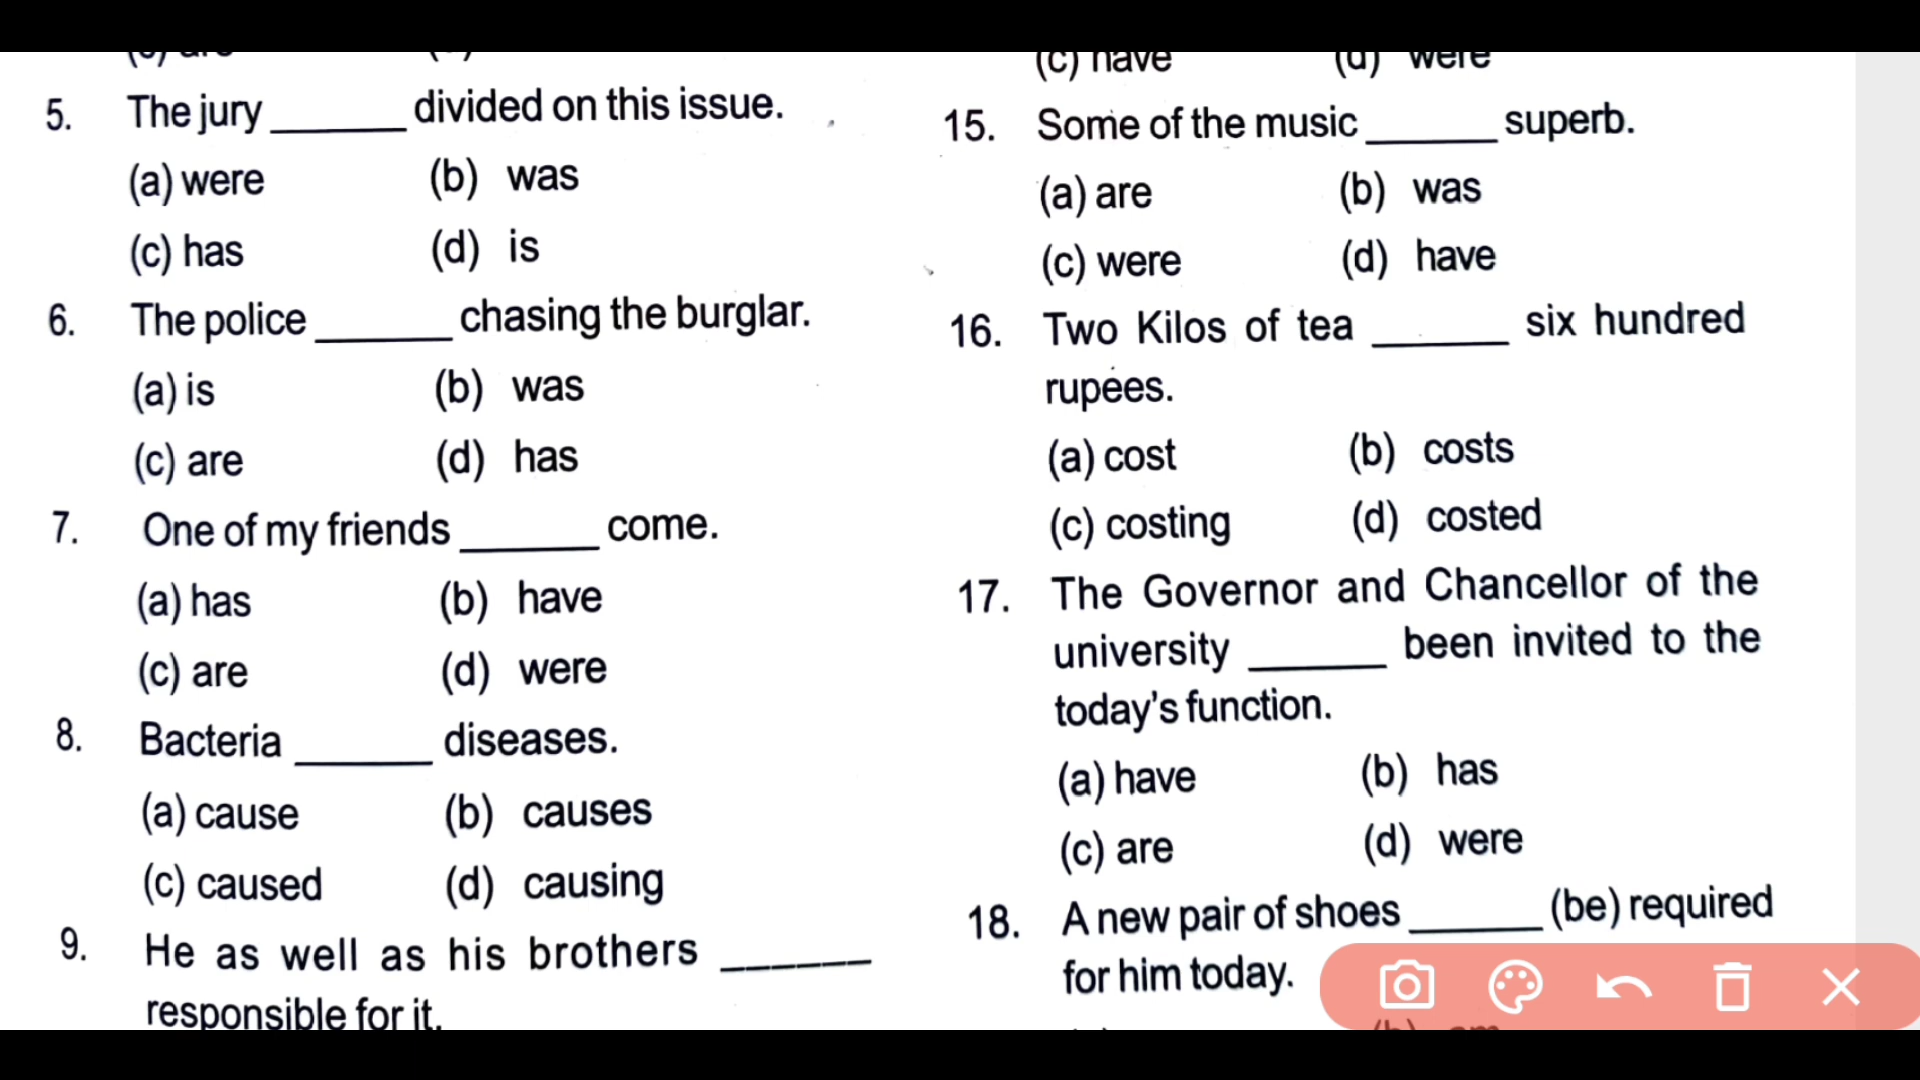 5. The jury ______ divided on this issue.
(a) were (b) was
(c) has (d) is
6. The police ______ chasing the burglar.
(a) is (b) was
(c) are (d) has
7. One of my friends ______ come.
(a) has (b) have
(c) are (d) were
8. Bacteria ______ diseases.
(a) cause (b) causes
(c) caused (d) causing
9. He as well as his brothers ______
responsible for it.
(c) have (d) were
15. Some of the music ______ superb.
(a) are (b) was
(c) were (d) have
16. Two Kilos of tea ______ six hundred
rupees.
(a) cost (b) costs
(c) costing (d) costed
17. The Governor and Chancellor of the
university ______ been invited to the
today's function.
(a) have (b) has
(c) are (d) were
18. A new pair of shoes ______ (be) required
for him today.